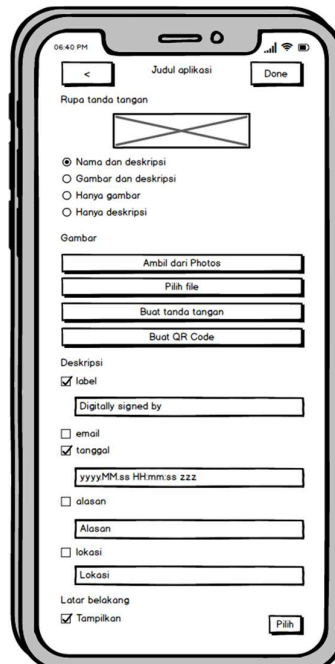 06:40 PM
< Judul aplikasi Done
Rupa tanda tangan
Nama dan deskripsi
Gambar dan deskripsi
Hanya gambar
Hanya deskripsi
Gambar
Ambil dari Photos
Pilih file
Buat tanda tangan
Buat QR Code
Deskripsi
label
Digitally signed by
email
tanggal
yyyy.MM.ss HH:mm:ss zzz
alasan
Alasan
lokasi
Lokasi
Latar belakang
Tampilkan
Pilih